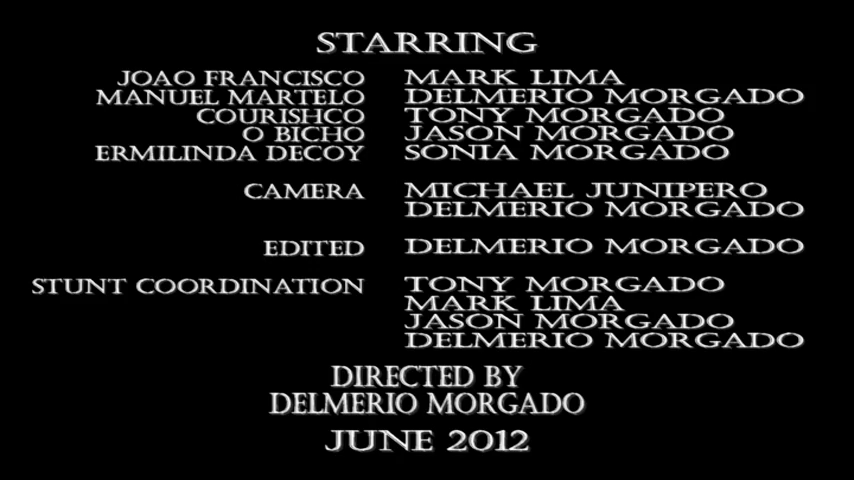 STARRING
JOAO FRANCISCO MARK LIMA
MANUEL MARTELO DELMERIO MORGADO
COURISHCO TONY MORGADO
O BICHO JASON MORGADO
ERMILINDA DECOY SONIA MORGADO
CAMERA MICHAEL JUNIPERO
DELMERIO MORGADO
EDITED DELMERIO MORGADO
STUNT COORDINATION TONY MORGADO
MARK LIMA
JASON MORGADO
DELMERIO MORGADO
DIRECTED BY
DELMERIO MORGADO
JUNE 2012